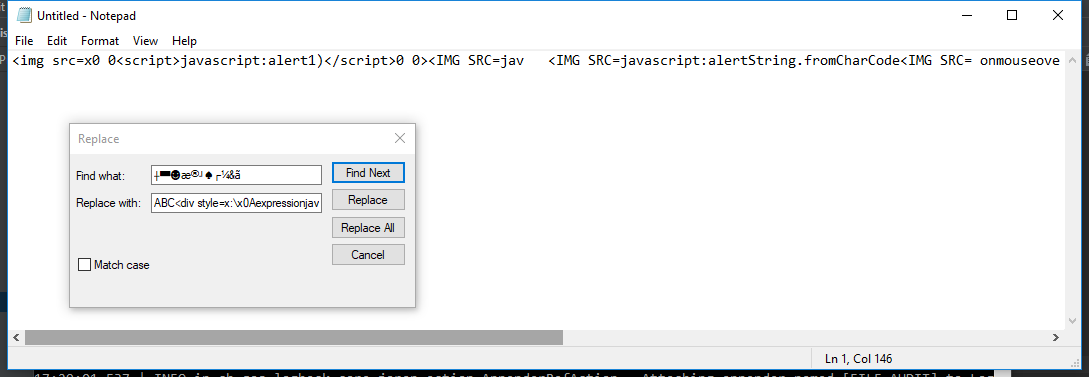 Untitled - Notepad
File Edit Format View Help
<img src=x0 0<script>javascript:alert1)</script>0 0><IMG SRC=jav   <IMG SRC=javascript:alertString.fromCharCode<IMG SRC= onmouseove
Replace
Find what:
Find Next
Replace with: ABC<div style=x:\x0Aexpressionjav
Replace
Replace All
Cancel
Match case
Ln 1, Col 146